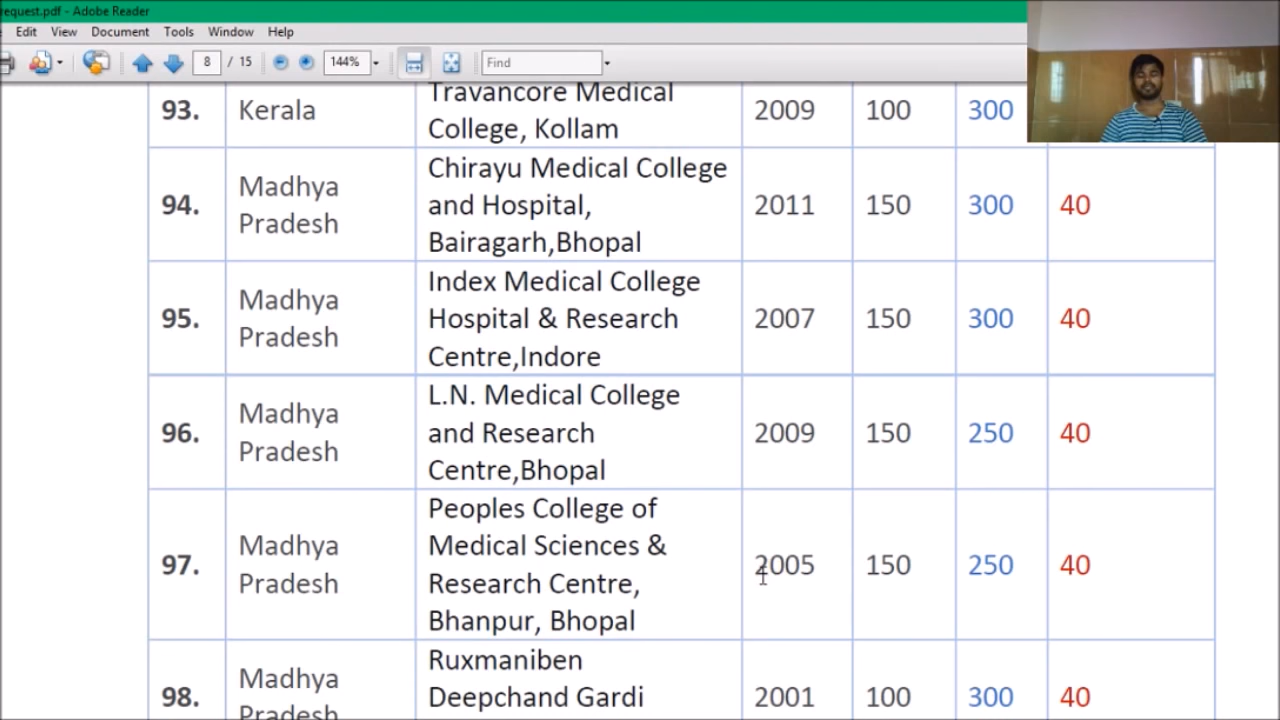 request.pdf - Adobe Reader
Edit View Document Tools Window Help
8 / 15 144% Find
93. Kerala Travancore Medical College, Kollam 2009 100 300
94. Madhya Pradesh Chirayu Medical College and Hospital, Bairagarh,Bhopal 2011 150 300 40
95. Madhya Pradesh Index Medical College Hospital & Research Centre,Indore 2007 150 300 40
96. Madhya Pradesh L.N. Medical College and Research Centre,Bhopal 2009 150 250 40
97. Madhya Pradesh Peoples College of Medical Sciences & Research Centre, Bhanpur, Bhopal 2005 150 250 40
98. Madhya Pradesh Ruxmaniben Deepchand Gardi 2001 100 300 40